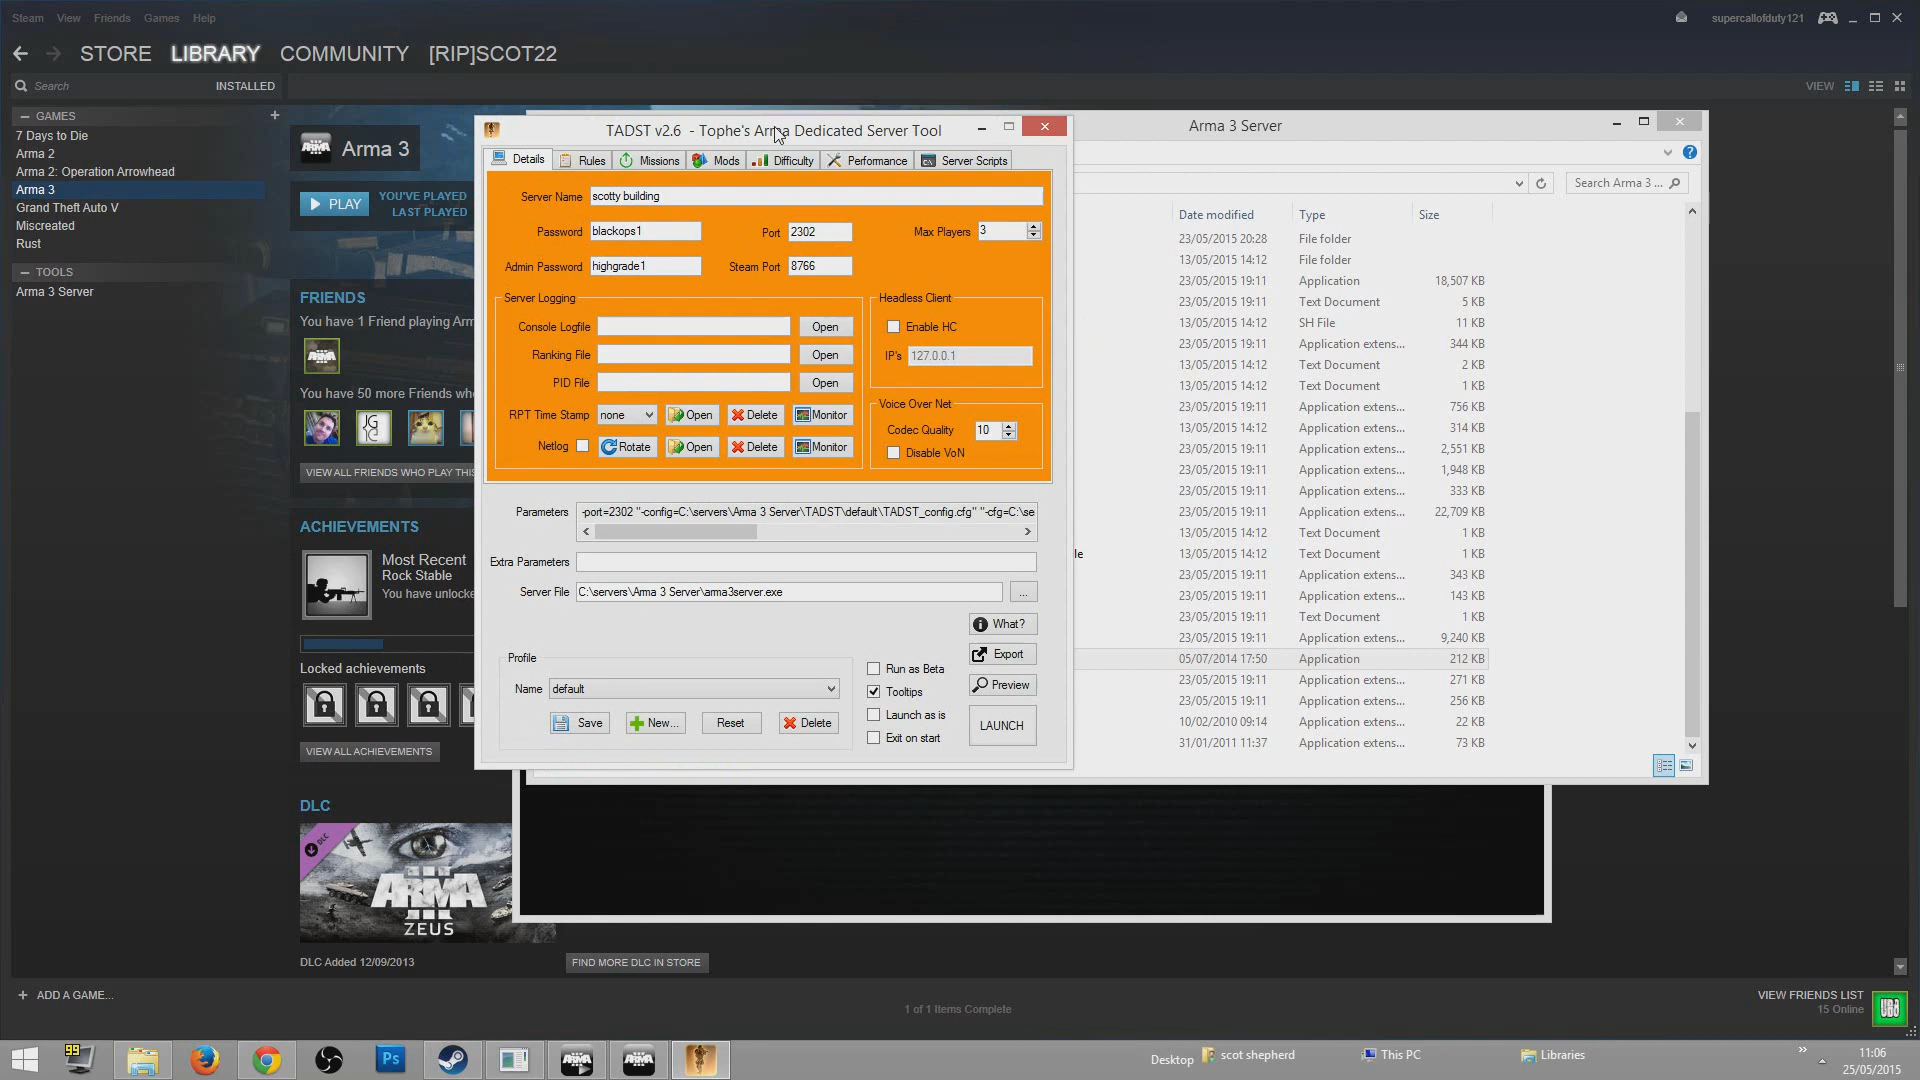 Steam View Friends Games Help
supercallofduty121
STORE LIBRARY COMMUNITY [RIP]SCOT22
Search INSTALLED
VIEW
GAMES
7 Days to Die
Arma 2
Arma 2: Operation Arrowhead
Arma 3
Grand Theft Auto V
Miscreated
Rust
TOOLS
Arma 3 Server
Arma 3
PLAY
YOU'VE PLAYED
LAST PLAYED
FRIENDS
You have 1 Friend playing Arm
You have 50 more Friends wh
VIEW ALL FRIENDS WHO PLAY THIS
ACHIEVEMENTS
Most Recent
Rock Stable
You have unlocke
Locked achievements
VIEW ALL ACHIEVEMENTS
DLC
DLC
ARMA
III
ZEUS
DLC Added 12/09/2013
FIND MORE DLC IN STORE
TADST v2.6 - Tophe's Arma Dedicated Server Tool
Details Rules Missions Mods Difficulty Performance Server Scripts
Server Name scotty building
Password blackops1 Port 2302 Max Players 3
Admin Password highgrade1 Steam Port 8766
Server Logging
Console Logfile Open
Ranking File Open
PID File Open
RPT Time Stamp none Open Delete Monitor
Netlog Rotate Open Delete Monitor
Headless Client
Enable HC
IP's 127.0.0.1
Voice Over Net
Codec Quality 10
Disable VoN
Parameters -port=2302 "-config=C:\servers\Arma 3 Server\TADST\default\TADST_config.cfg" "-cfg=C:\se
Extra Parameters
Server File C:\servers\Arma 3 Server\arma3server.exe ...
What?
Export
Preview
LAUNCH
Profile
Name default
Save New... Reset Delete
Run as Beta
Tooltips
Launch as is
Exit on start
Arma 3 Server
Search Arma 3 ...
Date modified Type Size
23/05/2015 20:28 File folder
13/05/2015 14:12 File folder
23/05/2015 19:11 Application 18,507 KB
23/05/2015 19:11 Text Document 5 KB
13/05/2015 14:12 SH File 11 KB
23/05/2015 19:11 Application extens... 344 KB
13/05/2015 14:12 Text Document 2 KB
13/05/2015 14:12 Text Document 1 KB
23/05/2015 19:11 Application extens... 756 KB
23/05/2015 19:11 Application extens... 314 KB
23/05/2015 19:11 Application extens... 2,551 KB
23/05/2015 19:11 Application extens... 1,948 KB
23/05/2015 19:11 Application extens... 333 KB
23/05/2015 19:11 Application extens... 22,709 KB
13/05/2015 14:12 Text Document 1 KB
le 13/05/2015 14:12 Text Document 1 KB
23/05/2015 19:11 Application extens... 343 KB
23/05/2015 19:11 Application extens... 143 KB
23/05/2015 19:11 Text Document 1 KB
23/05/2015 19:11 Application extens... 9,240 KB
05/07/2014 17:50 Application 212 KB
23/05/2015 19:11 Application extens... 271 KB
23/05/2015 19:11 Application extens... 256 KB
10/02/2010 09:14 Application extens... 22 KB
31/01/2011 11:37 Application extens... 73 KB
ADD A GAME...
1 of 1 Items Complete
VIEW FRIENDS LIST
15 Online
99
Ps
Desktop scot shepherd This PC Libraries
11:06
25/05/2015